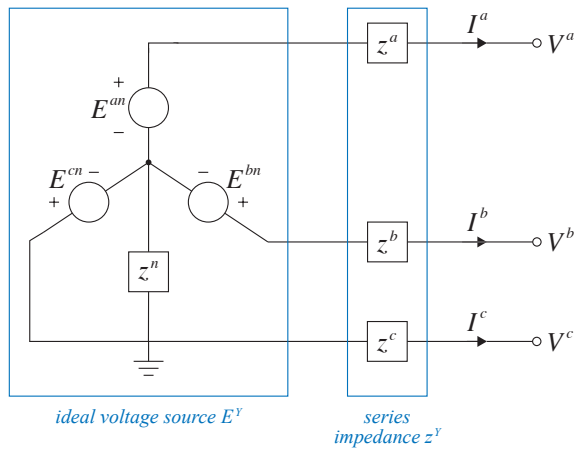 z^a
I^a
V^a
+
E^{an}
−
E^{cn} −
+
− E^{bn}
+
z^n
z^b
I^b
V^b
z^c
I^c
V^c
ideal voltage source E^Y
series
impedance z^Y